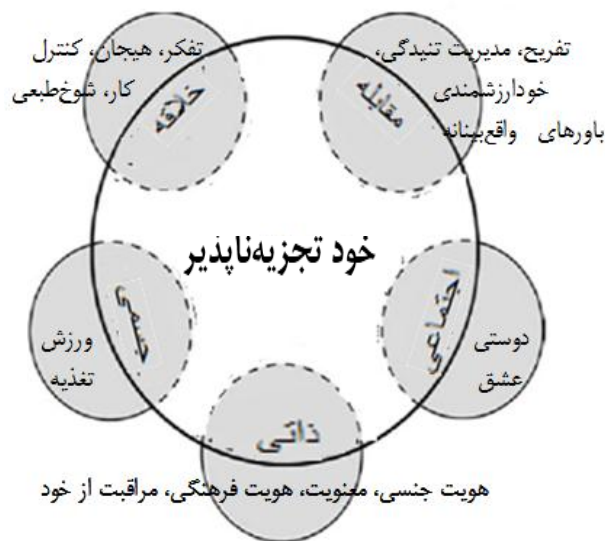 تفریح، مدیریت تنیدگی،
خودارزشمندی
باورهای واقع‌بینانه
مقابله
تفکر، هیجان، کنترل
کار، شوخ‌طبعی
خلاقه
خود تجزیه‌ناپذیر
اجتماعی
دوستی
عشق
جسمی
ورزش
تغذیه
ذاتی
هویت جنسی، معنویت، هویت فرهنگی، مراقبت از خود